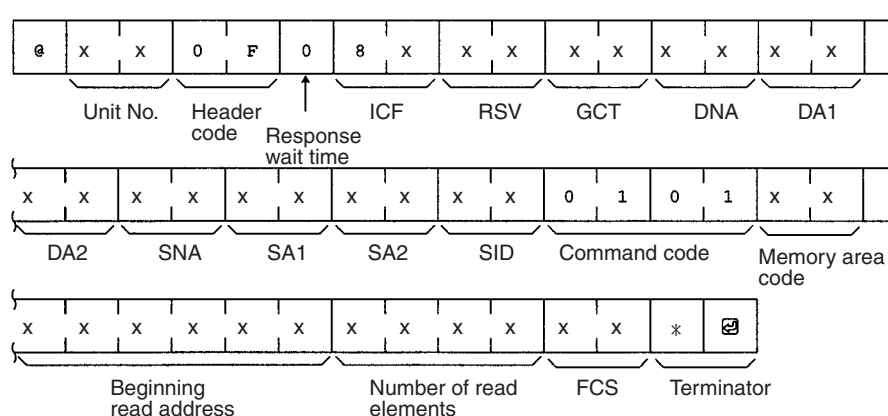 @ x x 0 F 0 8 x x x x x x x x x
Unit No. Header code Response wait time ICF RSV GCT DNA DA1
x x x x x x x x x x 0 1 0 1 x x
DA2 SNA SA1 SA2 SID Command code Memory area code
x x x x x x x x x x x x * ↵
Beginning read address Number of read elements FCS Terminator